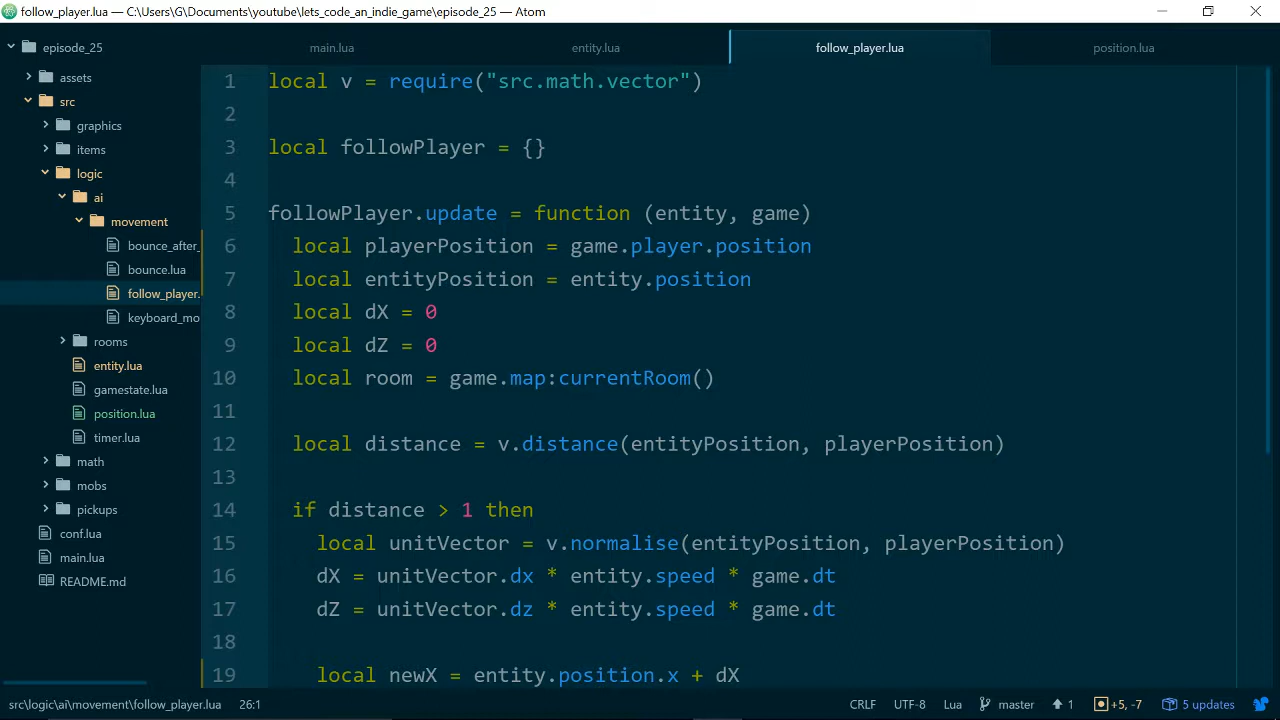 follow_player.lua — C:\Users\G\Documents\youtube\lets_code_an_indie_game\episode_25 — Atom
episode_25
main.lua
entity.lua
follow_player.lua
position.lua
assets
src
graphics
items
logic
ai
movement
bounce_after_
bounce.lua
follow_player.
keyboard_mo
rooms
entity.lua
gamestate.lua
position.lua
timer.lua
math
mobs
pickups
conf.lua
main.lua
README.md
1 local v = require("src.math.vector")
2
3 local followPlayer = {}
4
5 followPlayer.update = function (entity, game)
6 local playerPosition = game.player.position
7 local entityPosition = entity.position
8 local dX = 0
9 local dZ = 0
10 local room = game.map:currentRoom()
11
12 local distance = v.distance(entityPosition, playerPosition)
13
14 if distance > 1 then
15 local unitVector = v.normalise(entityPosition, playerPosition)
16 dX = unitVector.dx * entity.speed * game.dt
17 dZ = unitVector.dz * entity.speed * game.dt
18
19 local newX = entity.position.x + dX
src\logic\ai\movement\follow_player.lua 26:1 CRLF UTF-8 Lua master 1 +5, -7 5 updates